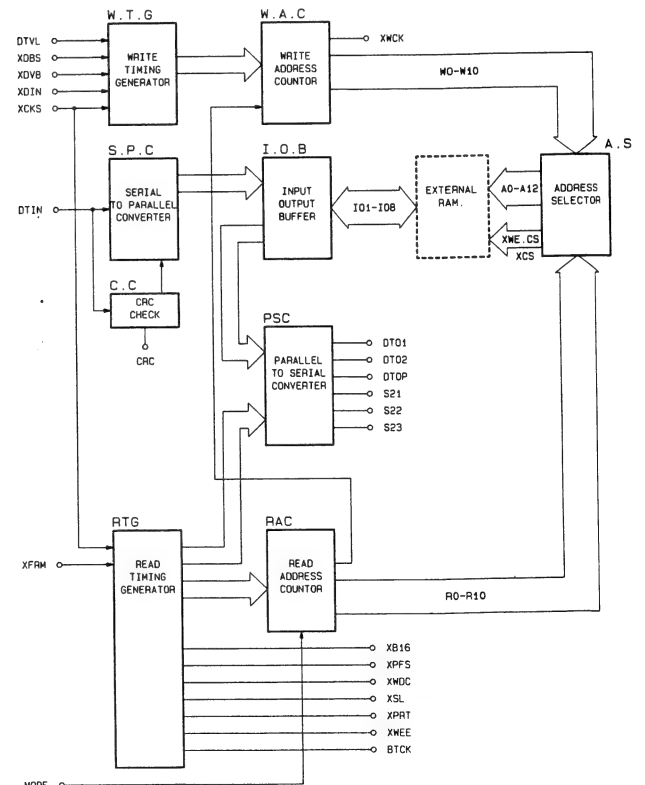 W.T.G
W.A.C
DTVL
XDBS
XDVB
XDIN
XCKS
WRITE
TIMING
GENERATOR
WRITE
ADDRESS
COUNTOR
XWCK
W0-W10
A.S
S.P.C
I.O.B
DTIN
SERIAL
TO PARALLEL
CONVERTER
INPUT
OUTPUT
BUFFER
IO1-IO8
EXTERNAL
RAM.
A0-A12
ADDRESS
SELECTOR
XWE.CS
XCS
C.C
CRC
CHECK
CRC
PSC
PARALLEL
TO SERIAL
CONVERTER
DTO1
DTO2
DTOP
S21
S22
S23
RTG
RAC
XFRM
READ
TIMING
GENERATOR
READ
ADDRESS
COUNTOR
R0-R10
XB16
XPFS
XWDC
XSL
XPRT
XWEE
BTCK
MODE